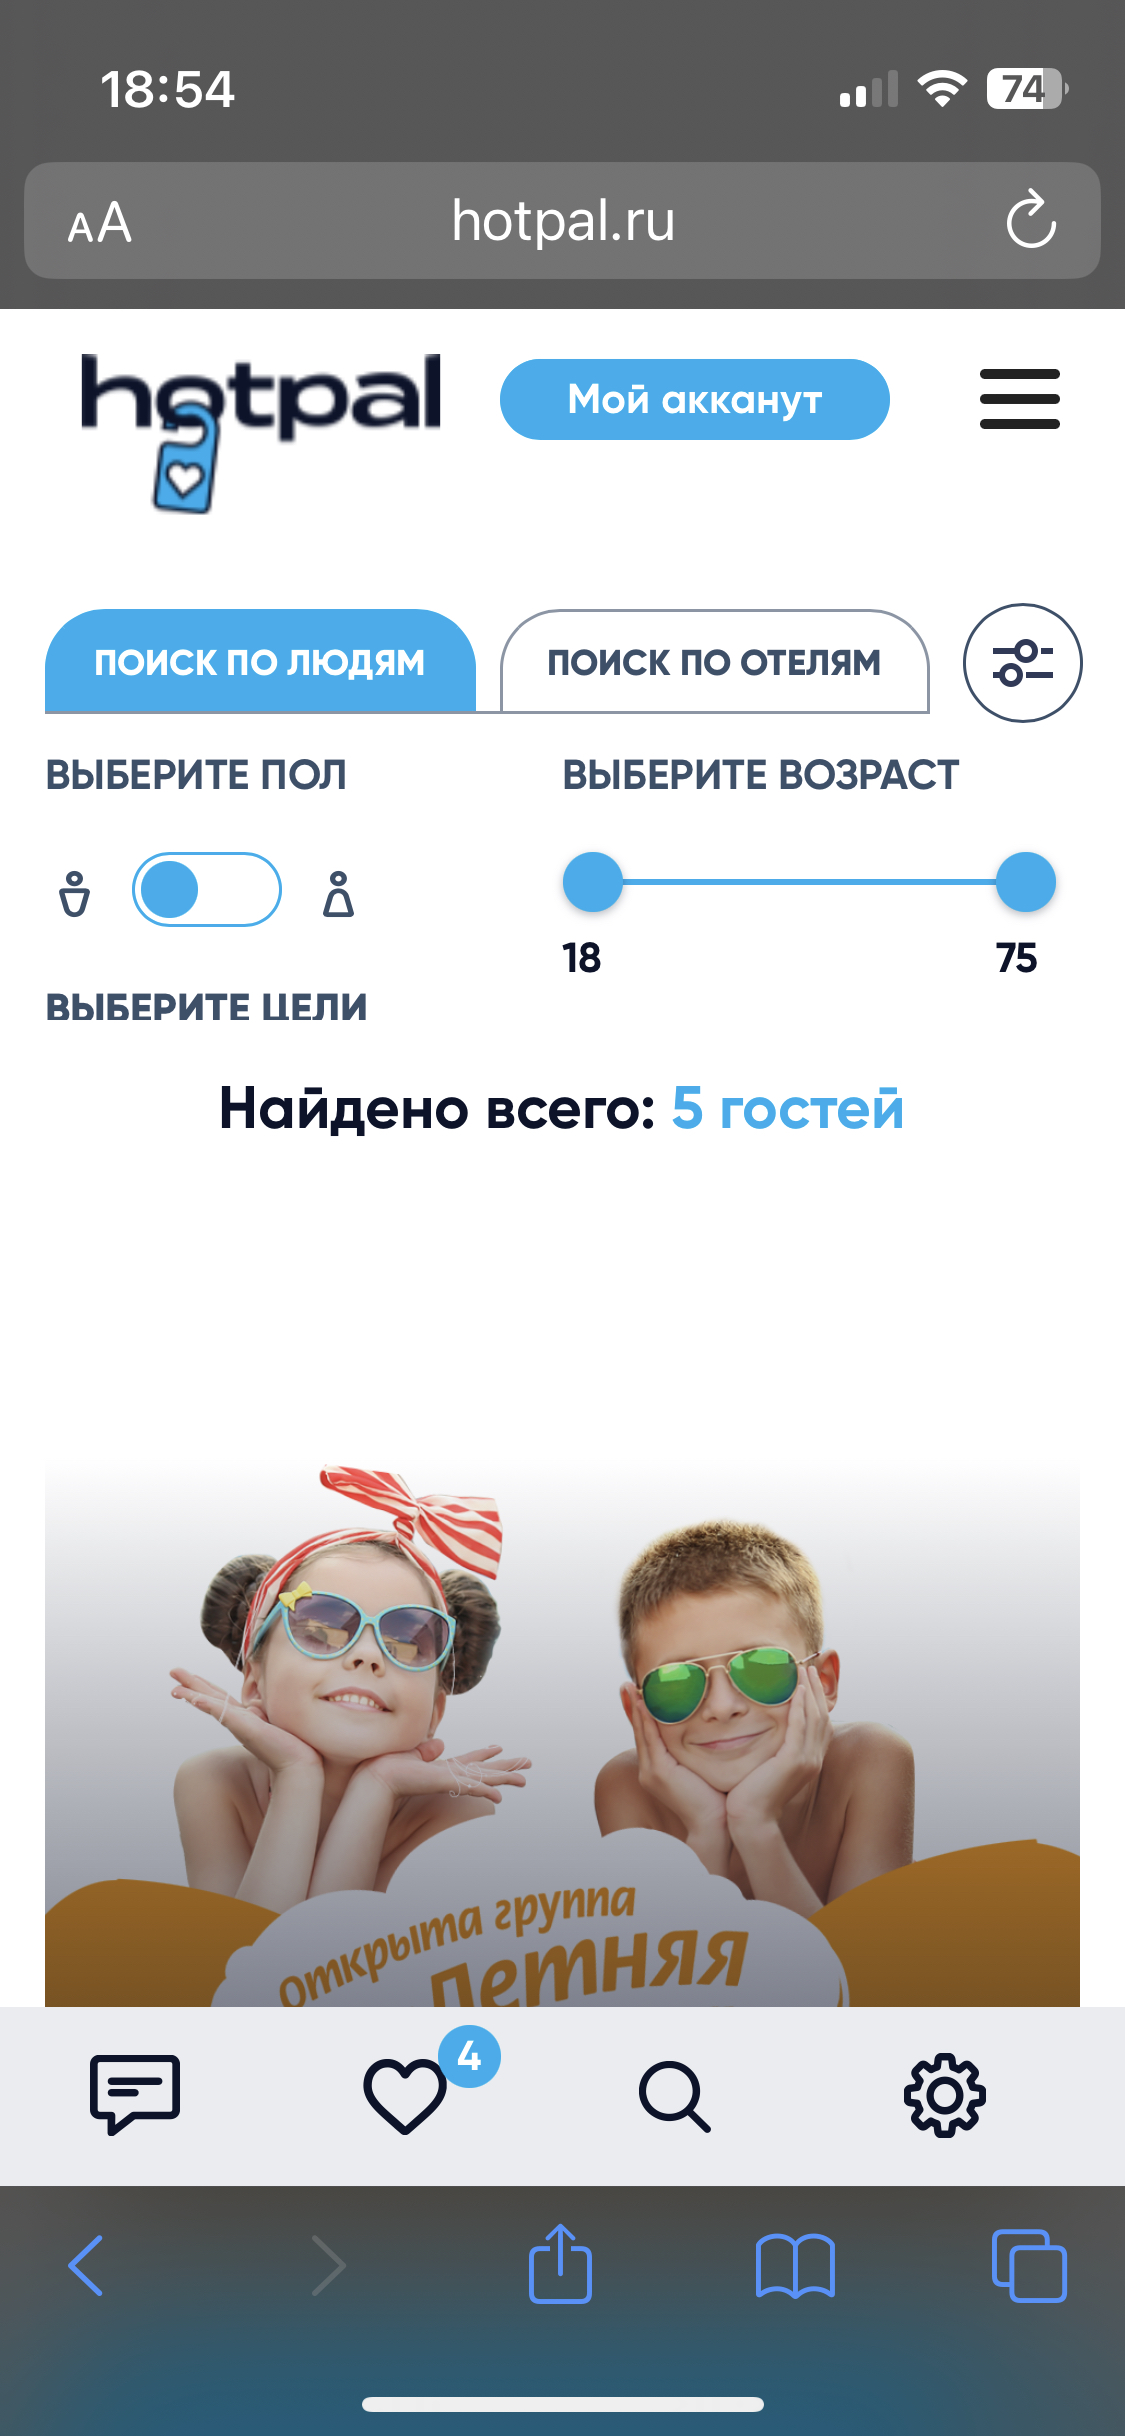 18:54
74
AA
hotpal.ru
hotpal
Мой акканут
ПОИСК ПО ЛЮДЯМ
ПОИСК ПО ОТЕЛЯМ
ВЫБЕРИТЕ ПОЛ
ВЫБЕРИТЕ ВОЗРАСТ
18
75
ВЫБЕРИТЕ ЦЕЛИ
Найдено всего: 5 гостей
открыта группа
Летняя
4